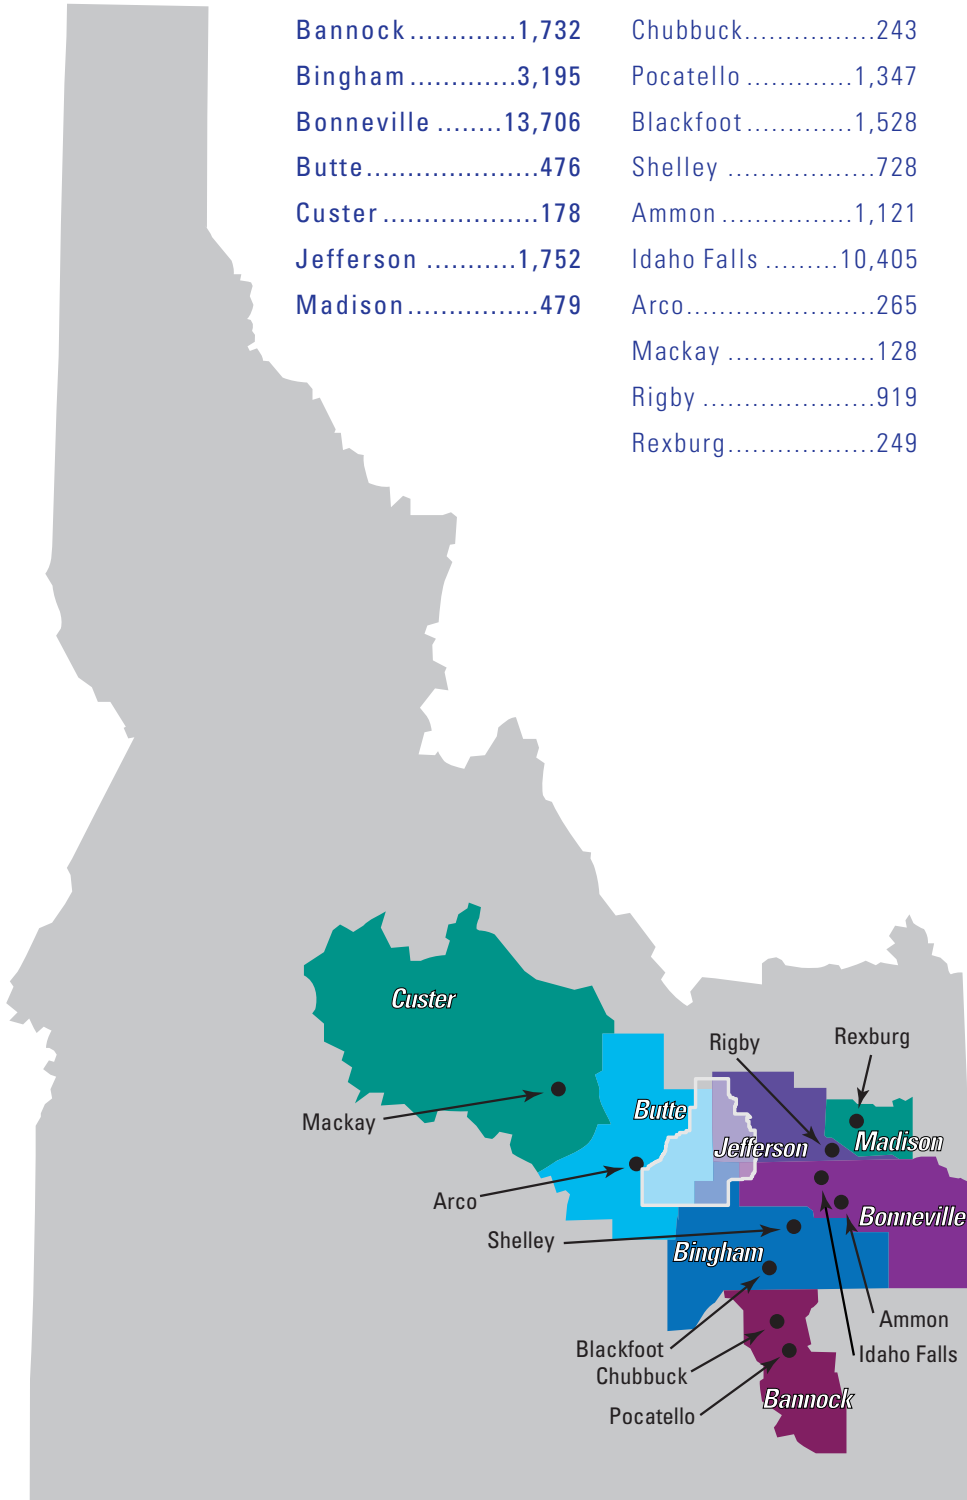 Bannock.............1,732
Bingham.............3,195
Bonneville ........13,706
Butte.....................476
Custer...................178
Jefferson ...........1,752
Madison................479
Chubbuck................243
Pocatello .............1,347
Blackfoot.............1,528
Shelley ..................728
Ammon ................1,121
Idaho Falls .........10,405
Arco.......................265
Mackay ..................128
Rigby .....................919
Rexburg..................249
Custer
Rigby
Rexburg
Mackay
Butte
Jefferson
Madison
Arco
Bonneville
Shelley
Bingham
Ammon
Blackfoot
Idaho Falls
Chubbuck
Bannock
Pocatello